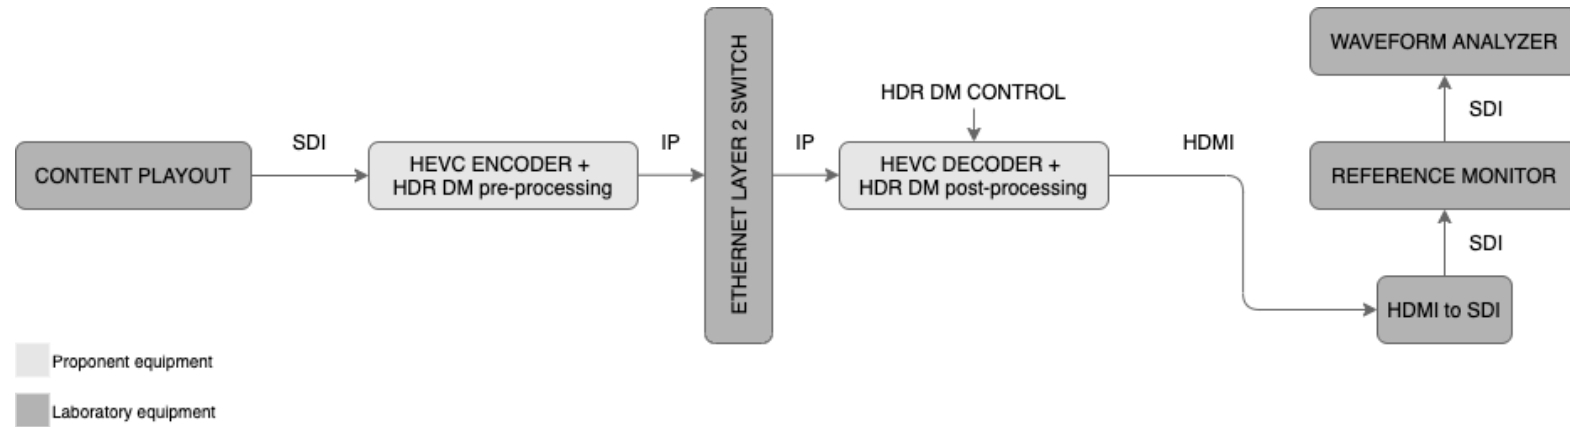 CONTENT PLAYOUT
SDI
HEVC ENCODER +
HDR DM pre-processing
IP
ETHERNET LAYER 2 SWITCH
IP
HDR DM CONTROL
HEVC DECODER +
HDR DM post-processing
HDMI
HDMI to SDI
SDI
REFERENCE MONITOR
SDI
WAVEFORM ANALYZER
Proponent equipment
Laboratory equipment